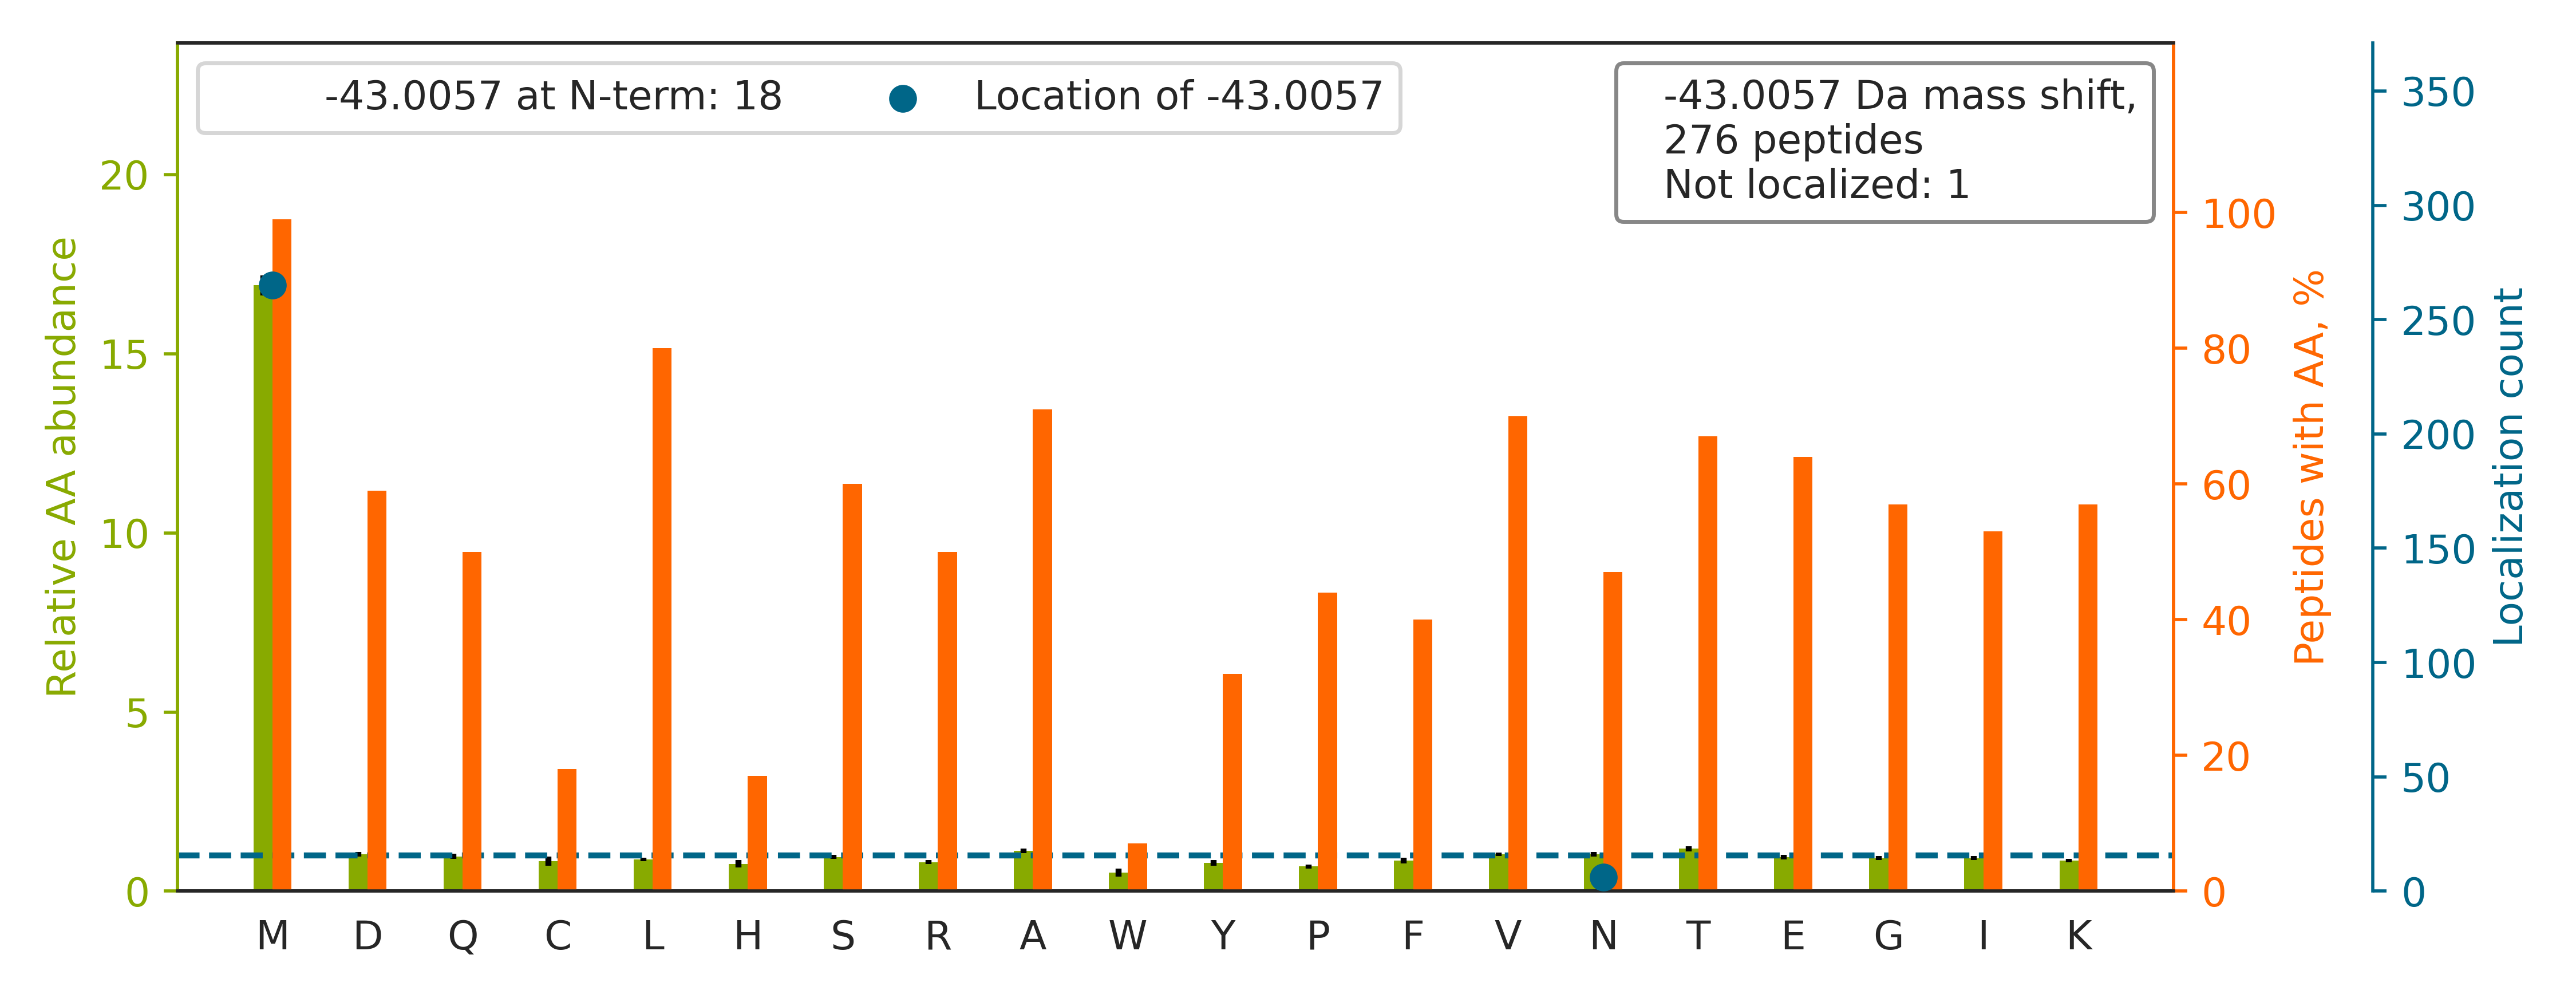 -43.0057 at N-term: 18
Location of -43.0057
-43.0057 Da mass shift,
276 peptides
Not localized: 1
Relative AA abundance
20
15
10
5
0
100
80
60
40
20
0
Peptides with AA, %
350
300
250
200
150
100
50
0
Localization count
M D Q C L H S R A W Y P F V N T E G I K